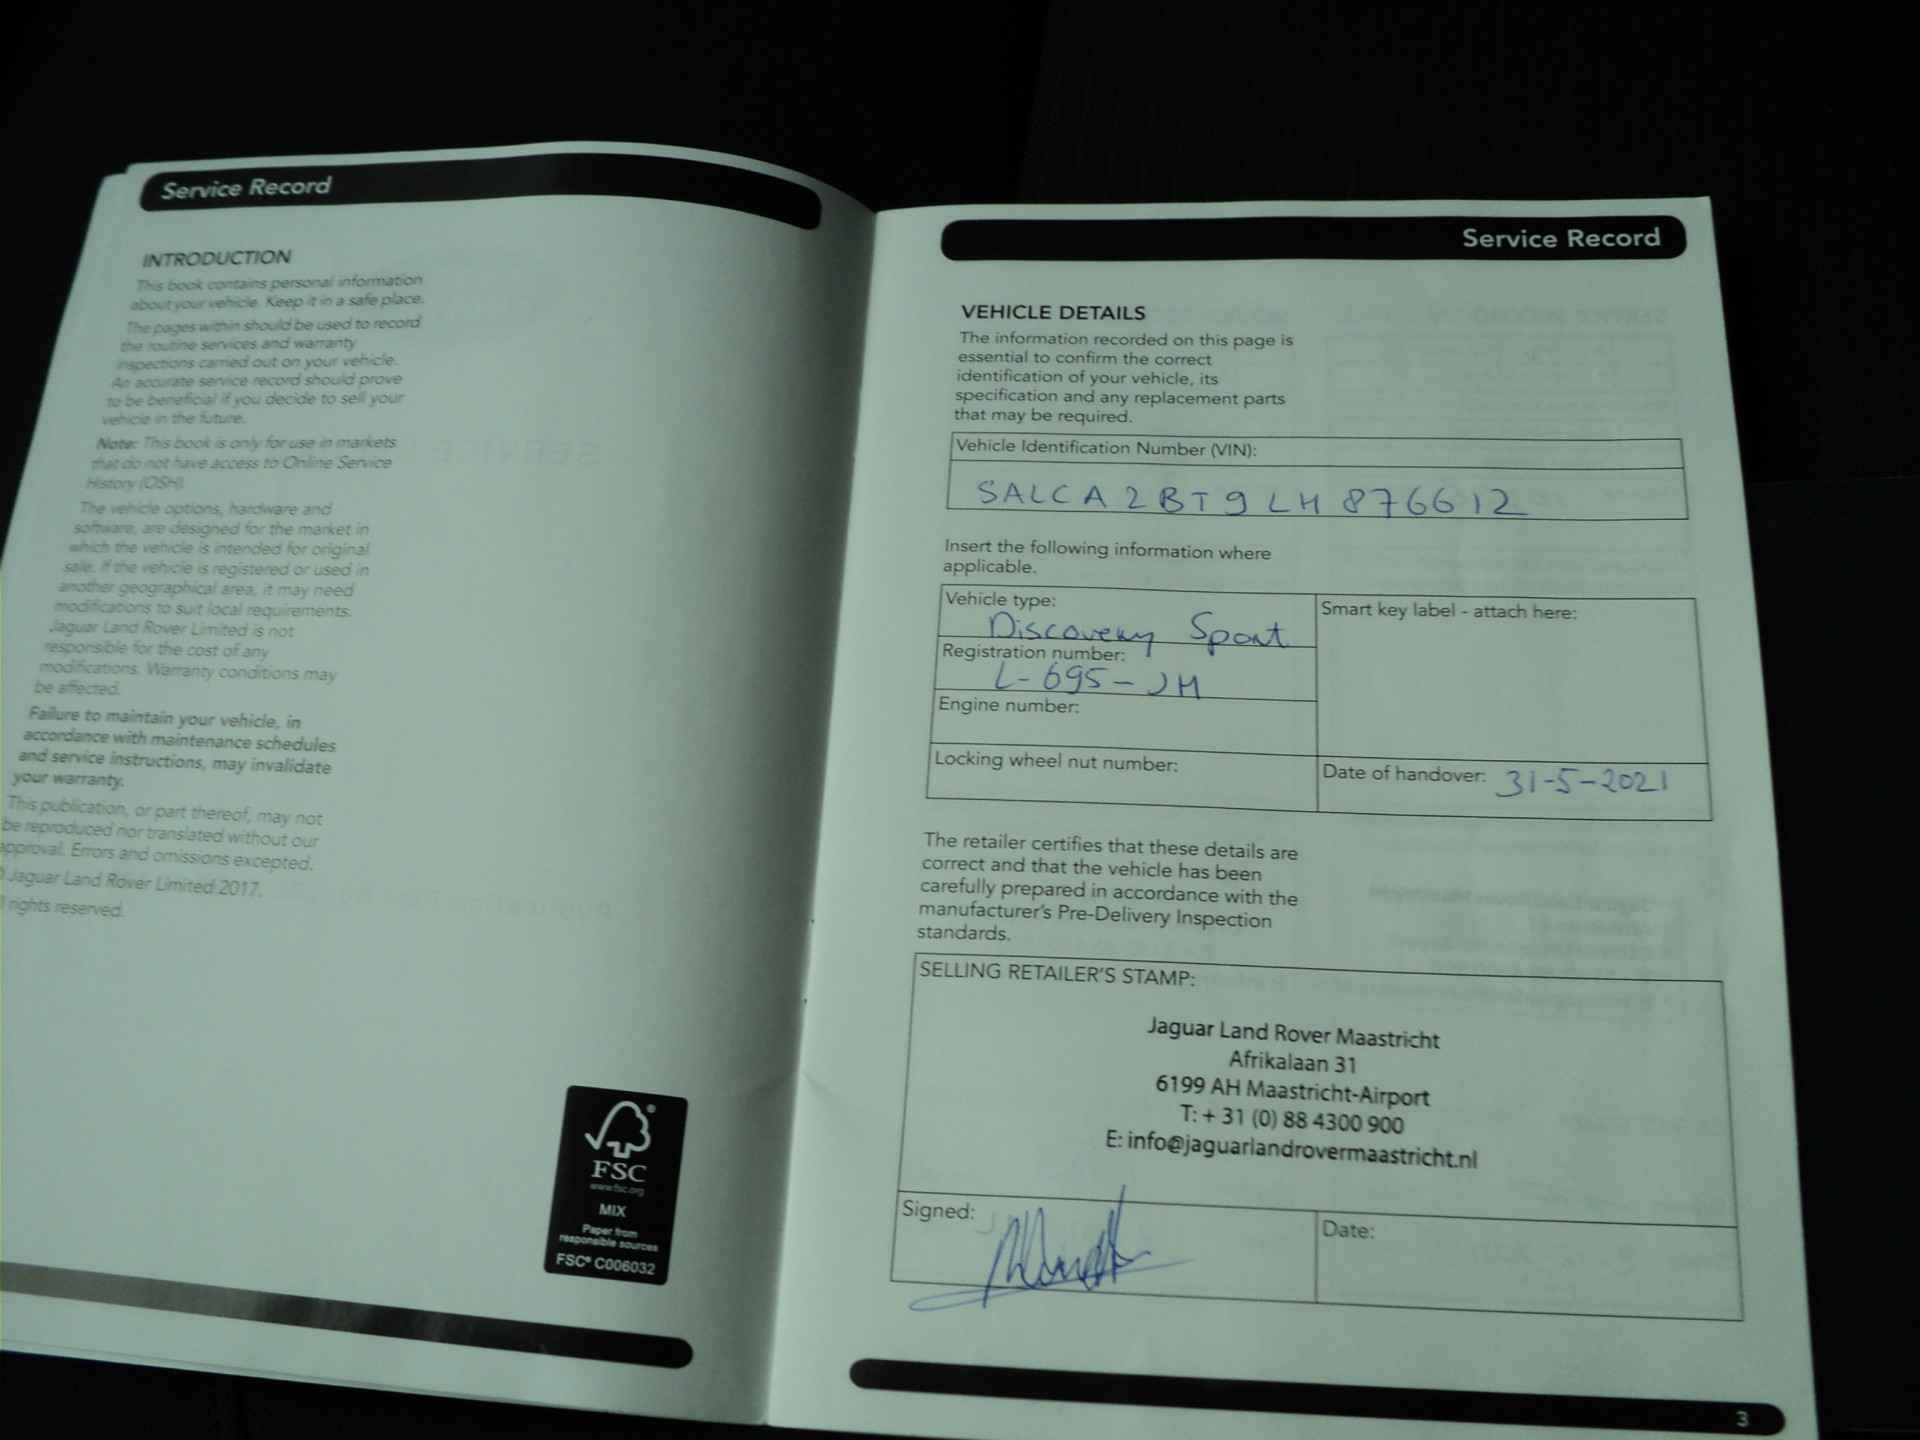 Service Record
INTRODUCTION
This book contains personal information
about your vehicle. Keep it in a safe place.
The pages within should be used to record
the routine services and warranty
inspections carried out on your vehicle.
An accurate service record should prove
to be beneficial if you decide to sell your
vehicle in the future.
Note: This book is only for use in markets
that do not have access to Online Service
History (OSH).
The vehicle options, hardware and
software, are designed for the market in
which the vehicle is intended for original
sale. If the vehicle is registered or used in
another geographical area, it may need
modifications to suit local requirements.
Jaguar Land Rover Limited is not
responsible for the cost of any
modifications. Warranty conditions may
be affected.
Failure to maintain your vehicle, in
accordance with maintenance schedules
and service instructions, may invalidate
your warranty.
This publication, or part thereof, may not
be reproduced nor translated without our
approval. Errors and omissions excepted.
Jaguar Land Rover Limited 2017.
rights reserved.
FSC
www.fsc.org
MIX
Paper from
responsible sources
FSC® C006032
Service Record
VEHICLE DETAILS
The information recorded on this page is
essential to confirm the correct
identification of your vehicle, its
specification and any replacement parts
that may be required.
Vehicle Identification Number (VIN):
SALCA2BT9LH876612
Insert the following information where
applicable.
Vehicle type:
Discovery Sport
Registration number:
L-695-JH
Engine number:
Locking wheel nut number:
Smart key label - attach here:
Date of handover: 31-5-2021
The retailer certifies that these details are
correct and that the vehicle has been
carefully prepared in accordance with the
manufacturer's Pre-Delivery Inspection
standards.
SELLING RETAILER'S STAMP:
Jaguar Land Rover Maastricht
Afrikalaan 31
6199 AH Maastricht-Airport
T: + 31 (0) 88 4300 900
E: info@jaguarlandrovermaastricht.nl
Signed:
Date:
3